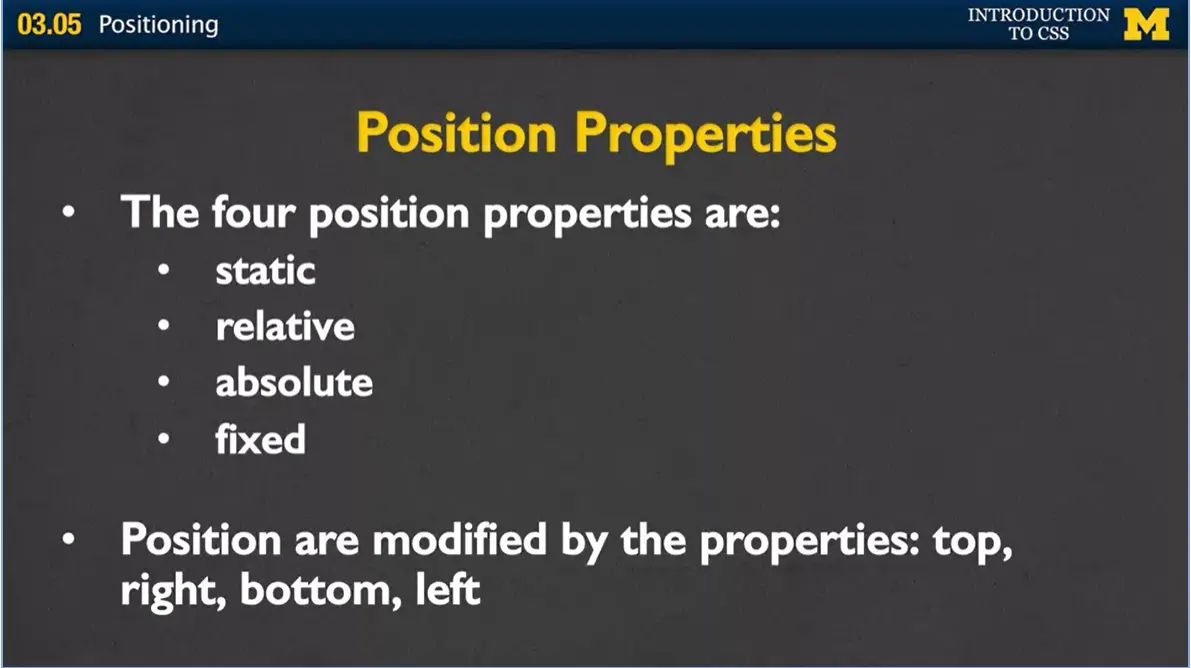 03.05 Positioning
INTRODUCTION
TO CSS
M
Position Properties
• The four position properties are:
• static
• relative
• absolute
• fixed
• Position are modified by the properties: top,
right, bottom, left